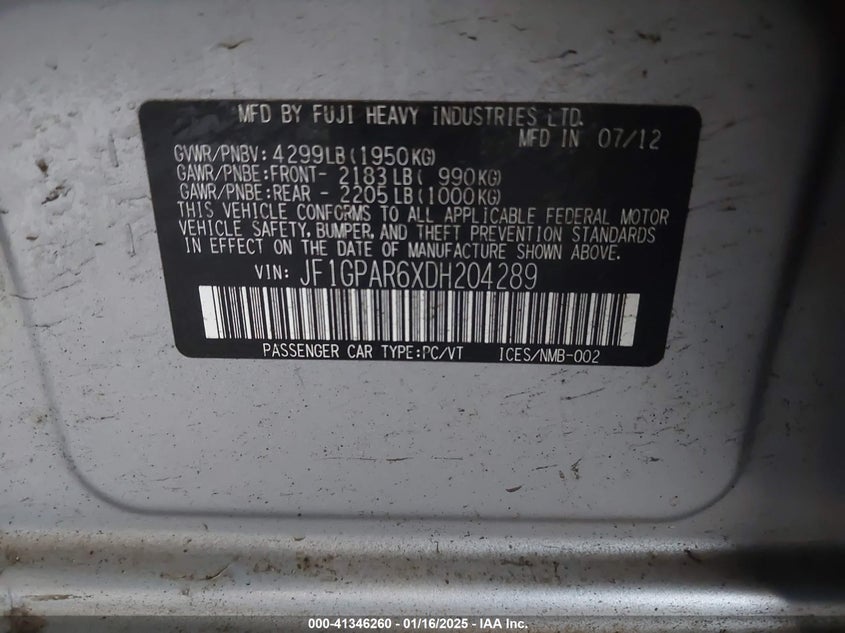 MFD BY FUJI HEAVY INDUSTRIES LTD.
MFD IN 07/12
GVWR/PNBV: 4299LB(1950KG)
GAWR/PNBE:FRONT- 2183LB( 990KG)
GAWR/PNBE:REAR - 2205LB(1000KG)
THIS VEHICLE CONFORMS TO ALL APPLICABLE FEDERAL MOTOR
VEHICLE SAFETY, BUMPER, AND THEFT PREVENTION STANDARDS
IN EFFECT ON THE DATE OF MANUFACTURE SHOWN ABOVE.
VIN: JF1GPAR6XDH204289
PASSENGER CAR TYPE:PC/VT ICES/NMB-002
000-41346260 - 01/16/2025 - IAA Inc.